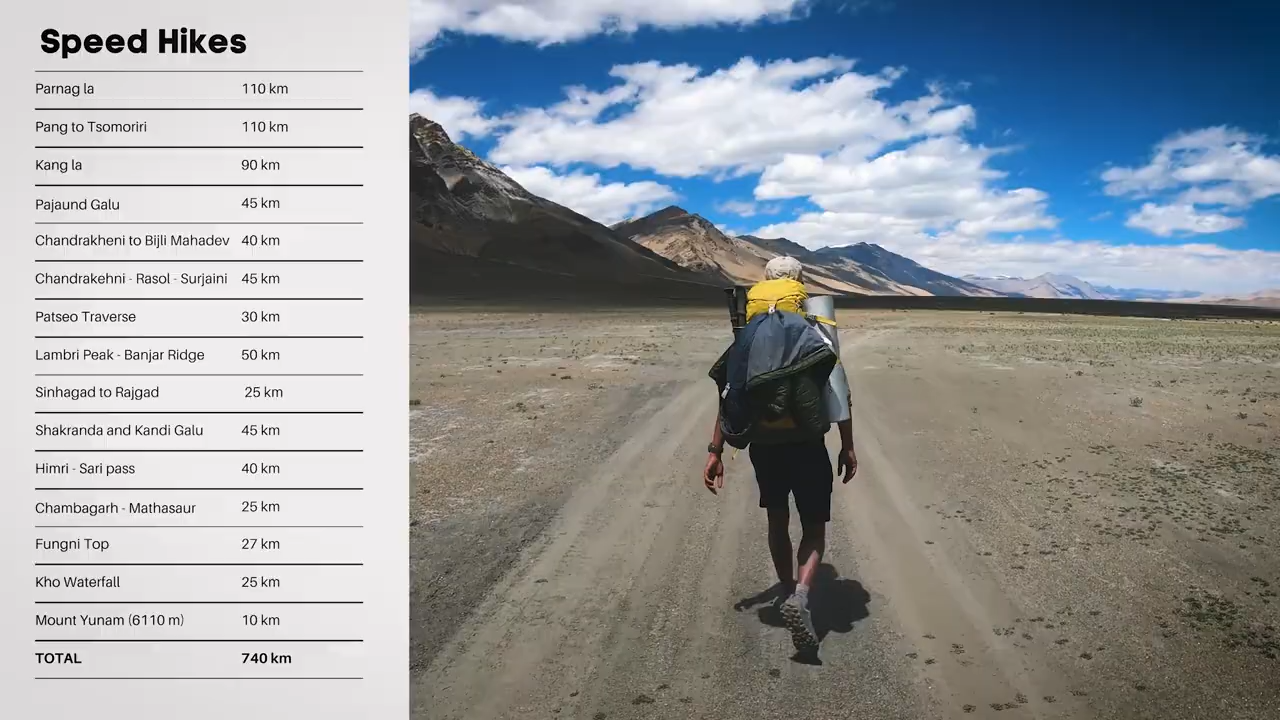 Speed Hikes
Parnag la 110 km
Pang to Tsomoriri 110 km
Kang la 90 km
Pajaund Galu 45 km
Chandrakheni to Bijli Mahadev 40 km
Chandrakehni - Rasol - Surjaini 45 km
Patseo Traverse 30 km
Lambri Peak - Banjar Ridge 50 km
Sinhagad to Rajgad 25 km
Shakranda and Kandi Galu 45 km
Himri - Sari pass 40 km
Chambagarh - Mathasaur 25 km
Fungni Top 27 km
Kho Waterfall 25 km
Mount Yunam (6110 m) 10 km
TOTAL 740 km